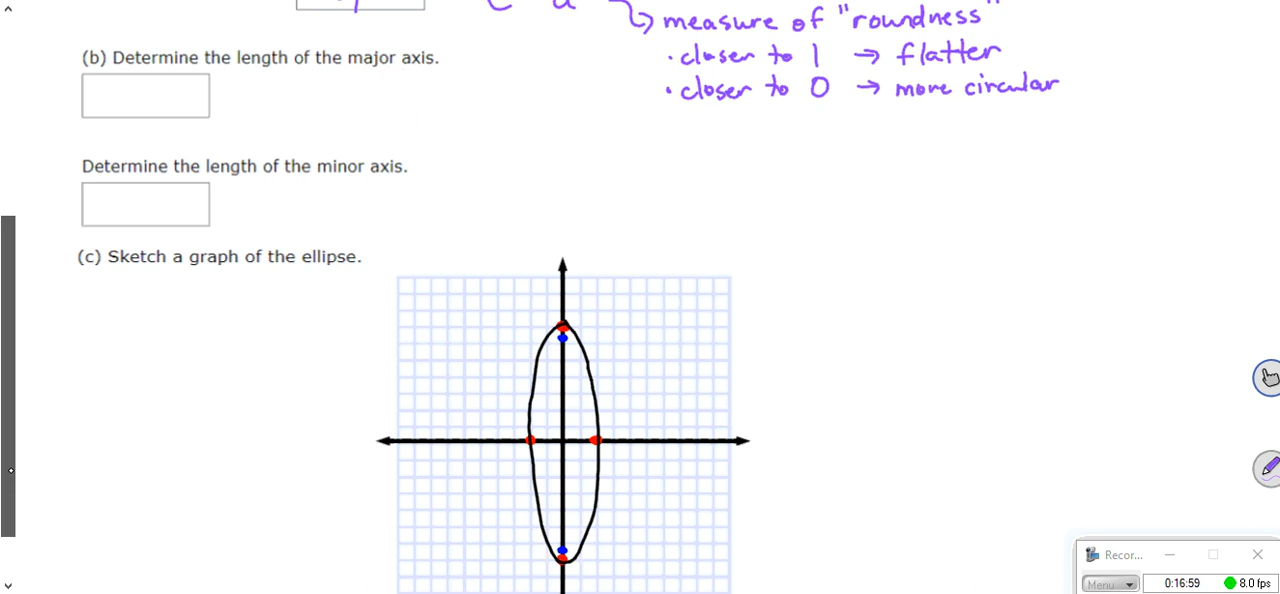 measure of "roundness"
· closer to 1 → flatter
(b) Determine the length of the major axis.
· closer to 0 → more circular
Determine the length of the minor axis.
(c) Sketch a graph of the ellipse.
Recor...
Menu 0:16:59 8.0 fps